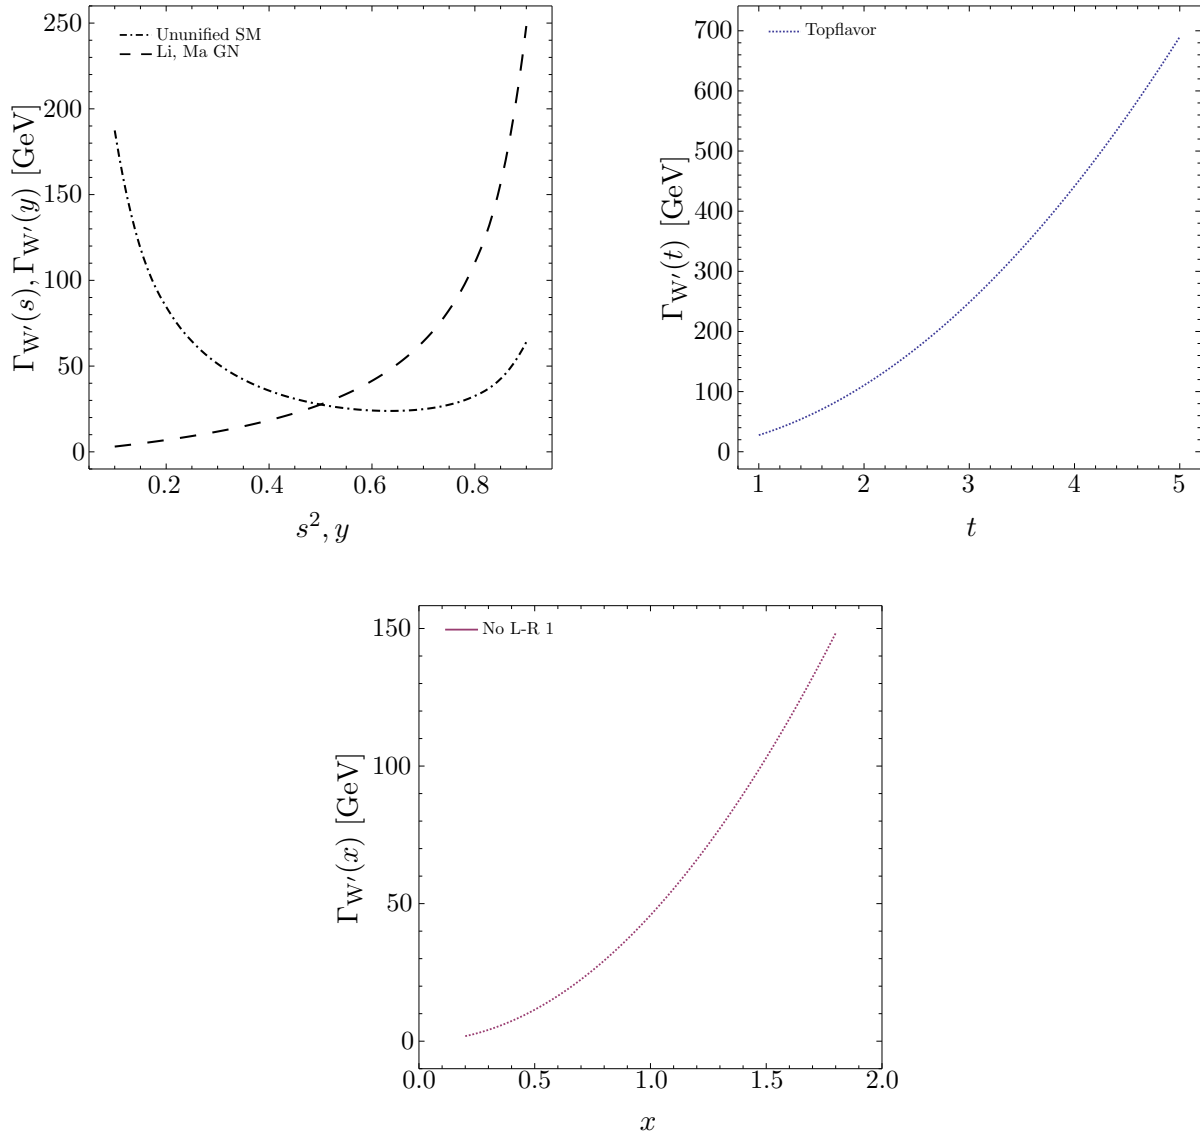 Ununified SM
Li, Ma GN
250
200
150
100
50
0
Γ_{W′}(s), Γ_{W′}(y) [GeV]
0.2 0.4 0.6 0.8
s², y
Topflavor
700
600
500
400
300
200
100
0
Γ_{W′}(t) [GeV]
1 2 3 4 5
t
No L-R 1
150
100
50
0
Γ_{W′}(x) [GeV]
0.0 0.5 1.0 1.5 2.0
x